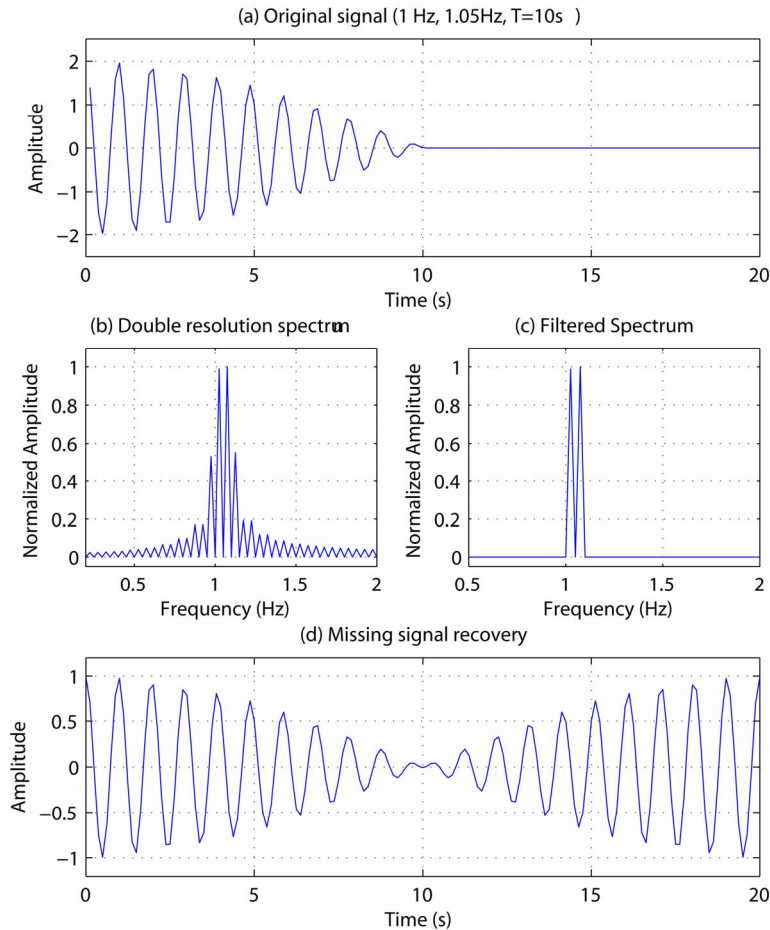 (a) Original signal (1 Hz, 1.05Hz, T=10s )
Amplitude
2
1
0
−1
−2
0 5 10 15 20
Time (s)
(b) Double resolution spectrum
Normalized Amplitude
1
0.8
0.6
0.4
0.2
0
0.5 1 1.5 2
Frequency (Hz)
(c) Filtered Spectrum
Normalized Amplitude
1
0.8
0.6
0.4
0.2
0
0.5 1 1.5 2
Frequency (Hz)
(d) Missing signal recovery
Amplitude
1
0.5
0
−0.5
−1
0 5 10 15 20
Time (s)